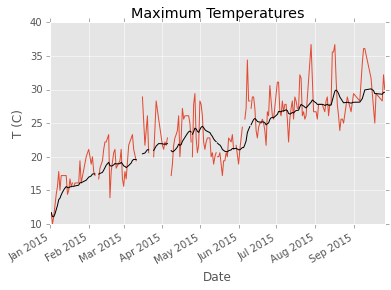 Maximum Temperatures
T (C)
40
35
30
25
20
15
10
Jan 2015
Feb 2015
Mar 2015
Apr 2015
May 2015
Jun 2015
Jul 2015
Aug 2015
Sep 2015
Date